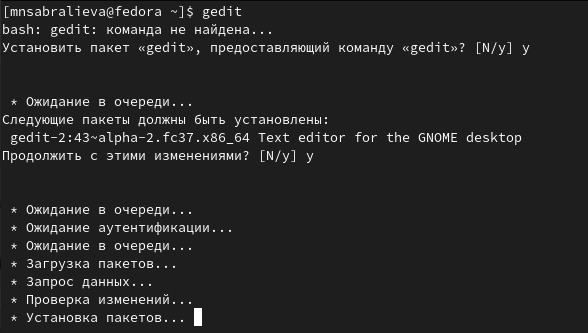 [mnsabralieva@fedora ~]$ gedit
bash: gedit: команда не найдена...
Установить пакет «gedit», предоставляющий команду «gedit»? [N/y] y
* Ожидание в очереди...
Следующие пакеты должны быть установлены:
gedit-2:43~alpha-2.fc37.x86_64 Text editor for the GNOME desktop
Продолжить с этими изменениями? [N/y] y
* Ожидание в очереди...
* Ожидание аутентификации...
* Ожидание в очереди...
* Загрузка пакетов...
* Запрос данных...
* Проверка изменений...
* Установка пакетов...